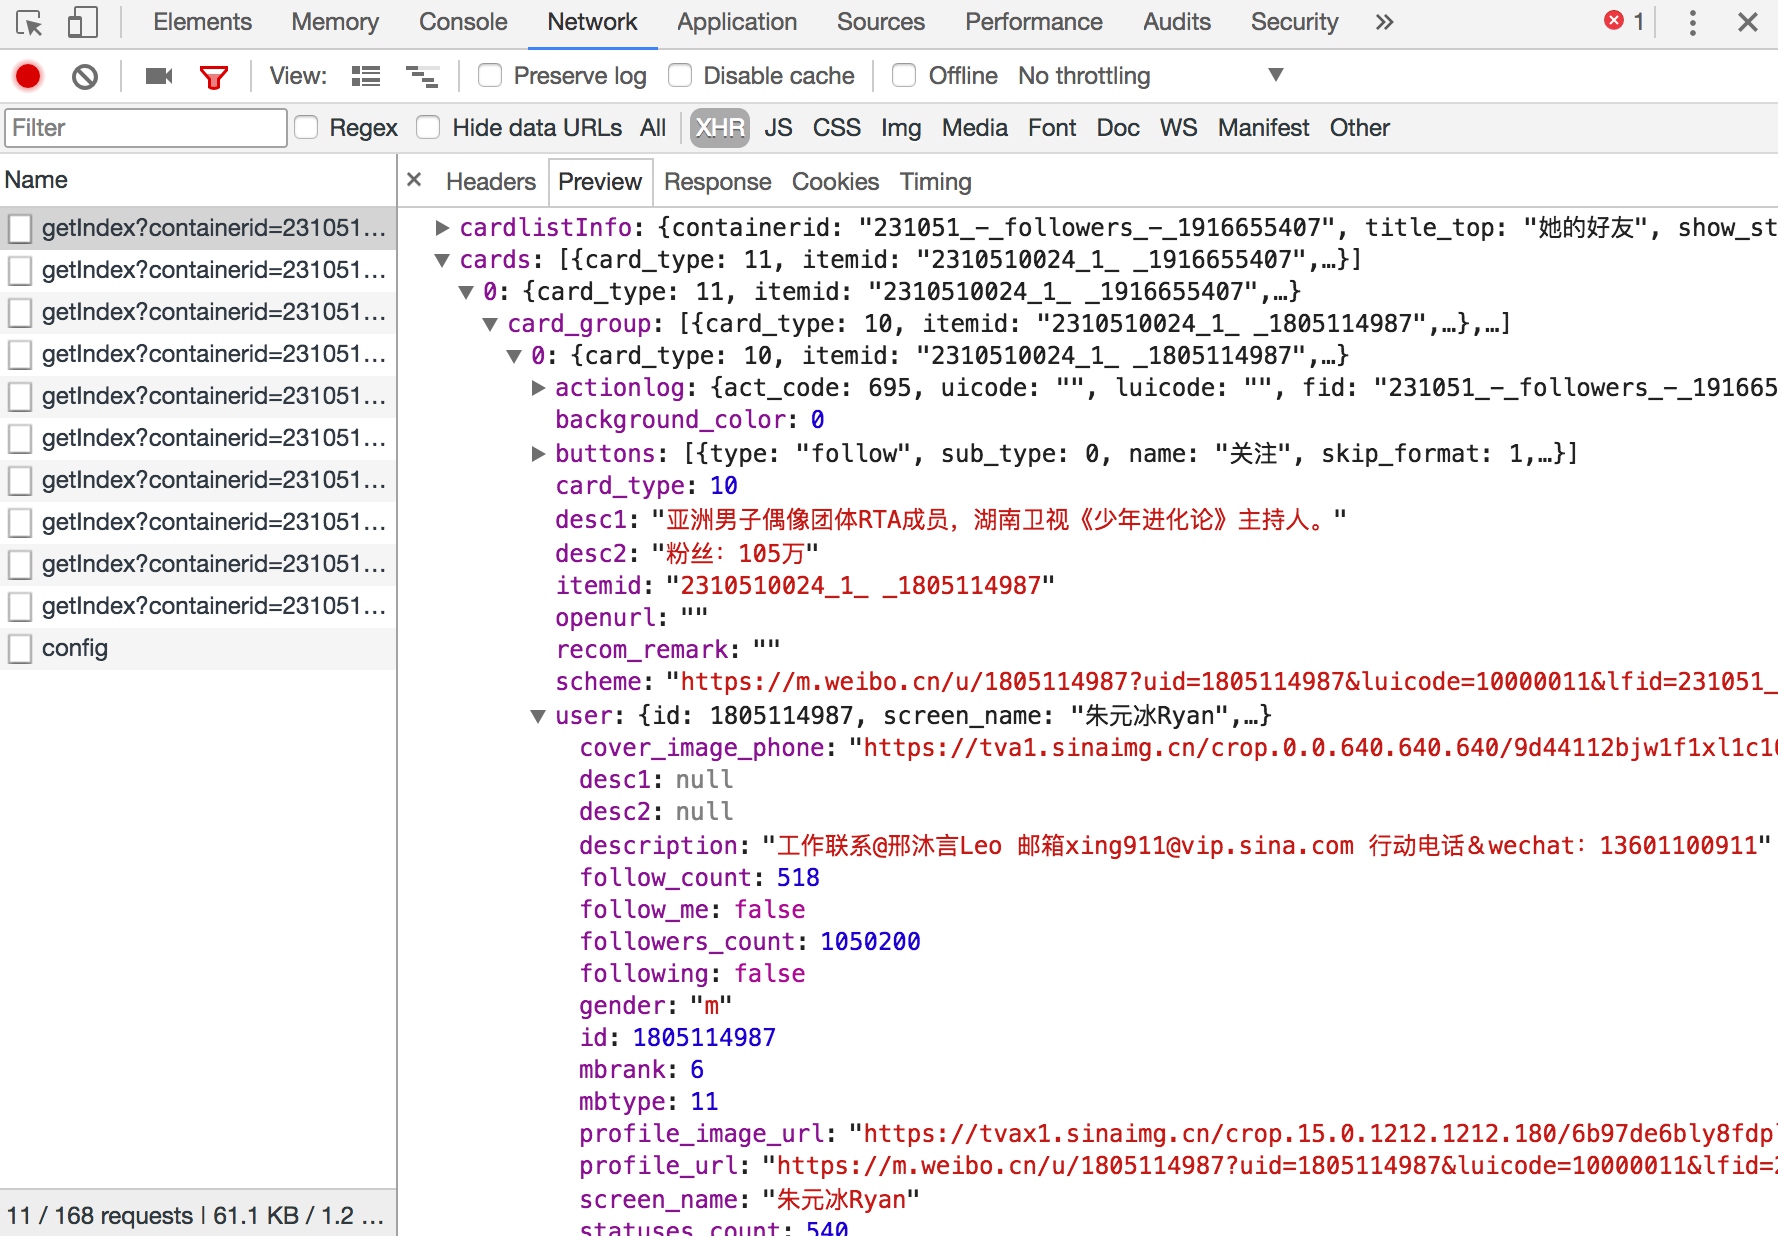 Elements Memory Console Network Application Sources Performance Audits Security » 1
View: Preserve log Disable cache Offline No throttling
Filter Regex Hide data URLs All XHR JS CSS Img Media Font Doc WS Manifest Other
Name
getIndex?containerid=231051...
getIndex?containerid=231051...
getIndex?containerid=231051...
getIndex?containerid=231051...
getIndex?containerid=231051...
getIndex?containerid=231051...
getIndex?containerid=231051...
getIndex?containerid=231051...
getIndex?containerid=231051...
getIndex?containerid=231051...
config
11 / 168 requests | 61.1 KB / 1.2 ...
× Headers Preview Response Cookies Timing
cardlistInfo: {containerid: "231051_-_followers_-_1916655407", title_top: "她的好友", show_st
cards: [{card_type: 11, itemid: "2310510024_1_ _1916655407",…}]
0: {card_type: 11, itemid: "2310510024_1_ _1916655407",…}
card_group: [{card_type: 10, itemid: "2310510024_1_ _1805114987",…},…]
0: {card_type: 10, itemid: "2310510024_1_ _1805114987",…}
actionlog: {act_code: 695, uicode: "", luicode: "", fid: "231051_-_followers_-_191665
background_color: 0
buttons: [{type: "follow", sub_type: 0, name: "关注", skip_format: 1,…}]
card_type: 10
desc1: "亚洲男子偶像团体RTA成员，湖南卫视《少年进化论》主持人。"
desc2: "粉丝：105万"
itemid: "2310510024_1_ _1805114987"
openurl: ""
recom_remark: ""
scheme: "https://m.weibo.cn/u/1805114987?uid=1805114987&luicode=10000011&lfid=231051_
user: {id: 1805114987, screen_name: "朱元冰Ryan",…}
cover_image_phone: "https://tva1.sinaimg.cn/crop.0.0.640.640.640/9d44112bjw1f1xl1c10
desc1: null
desc2: null
description: "工作联系@邢沐言Leo 邮箱xing911@vip.sina.com 行动电话＆wechat：13601100911"
follow_count: 518
follow_me: false
followers_count: 1050200
following: false
gender: "m"
id: 1805114987
mbrank: 6
mbtype: 11
profile_image_url: "https://tvax1.sinaimg.cn/crop.15.0.1212.1212.180/6b97de6bly8fdpl
profile_url: "https://m.weibo.cn/u/1805114987?uid=1805114987&luicode=10000011&lfid=2
screen_name: "朱元冰Ryan"
statuses_count: 540